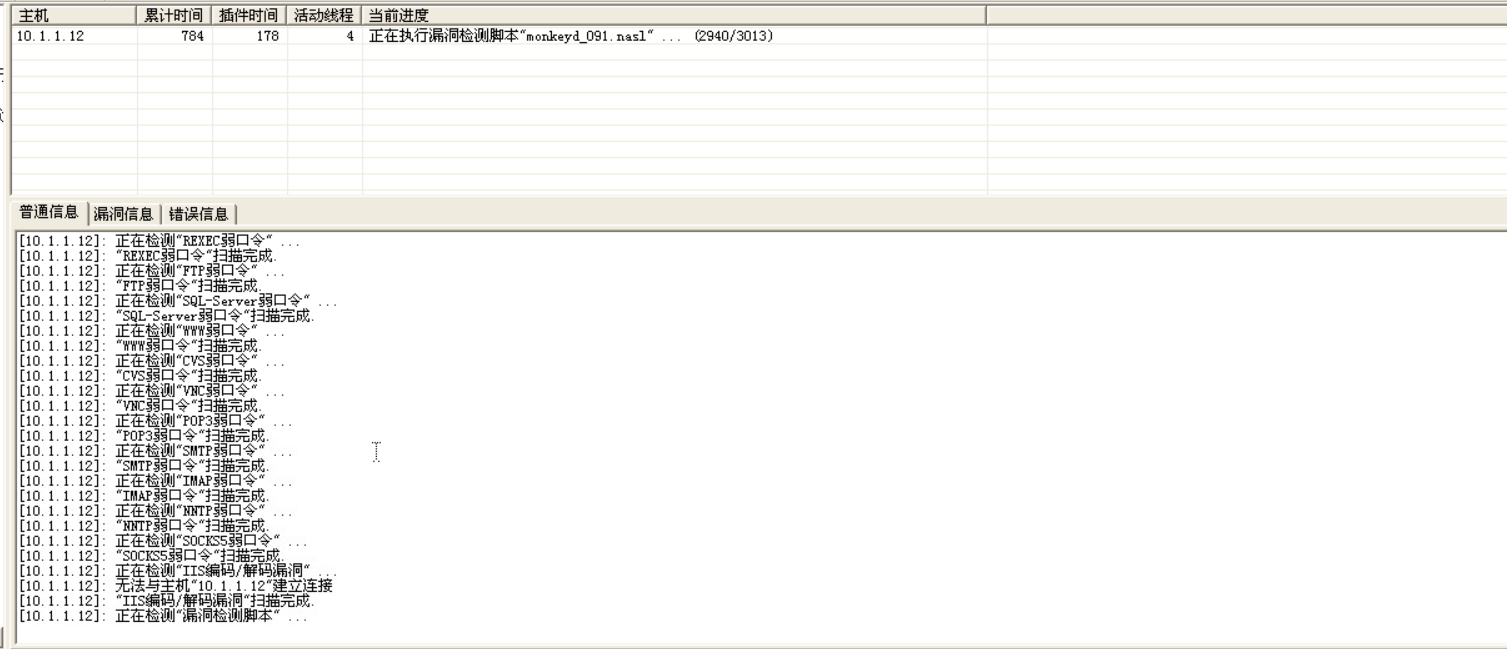 主机 累计时间 插件时间 活动线程 当前进度
10.1.1.12 784 178 4 正在执行漏洞检测脚本"monkeyd_091.nasl" ... (2940/3013)
普通信息 漏洞信息 错误信息
[10.1.1.12]: 正在检测"REXEC弱口令" ...
[10.1.1.12]: "REXEC弱口令"扫描完成.
[10.1.1.12]: 正在检测"FTP弱口令" ...
[10.1.1.12]: "FTP弱口令"扫描完成.
[10.1.1.12]: 正在检测"SQL-Server弱口令" ...
[10.1.1.12]: "SQL-Server弱口令"扫描完成.
[10.1.1.12]: 正在检测"WWW弱口令" ...
[10.1.1.12]: "WWW弱口令"扫描完成.
[10.1.1.12]: 正在检测"CVS弱口令" ...
[10.1.1.12]: "CVS弱口令"扫描完成.
[10.1.1.12]: 正在检测"VNC弱口令" ...
[10.1.1.12]: "VNC弱口令"扫描完成.
[10.1.1.12]: 正在检测"POP3弱口令" ...
[10.1.1.12]: "POP3弱口令"扫描完成.
[10.1.1.12]: 正在检测"SMTP弱口令" ...
[10.1.1.12]: "SMTP弱口令"扫描完成.
[10.1.1.12]: 正在检测"IMAP弱口令" ...
[10.1.1.12]: "IMAP弱口令"扫描完成.
[10.1.1.12]: 正在检测"NNTP弱口令" ...
[10.1.1.12]: "NNTP弱口令"扫描完成.
[10.1.1.12]: 正在检测"SOCKS5弱口令" ...
[10.1.1.12]: "SOCKS5弱口令"扫描完成.
[10.1.1.12]: 正在检测"IIS编码/解码漏洞" ...
[10.1.1.12]: 无法与主机"10.1.1.12"建立连接
[10.1.1.12]: "IIS编码/解码漏洞"扫描完成.
[10.1.1.12]: 正在检测"漏洞检测脚本" ...